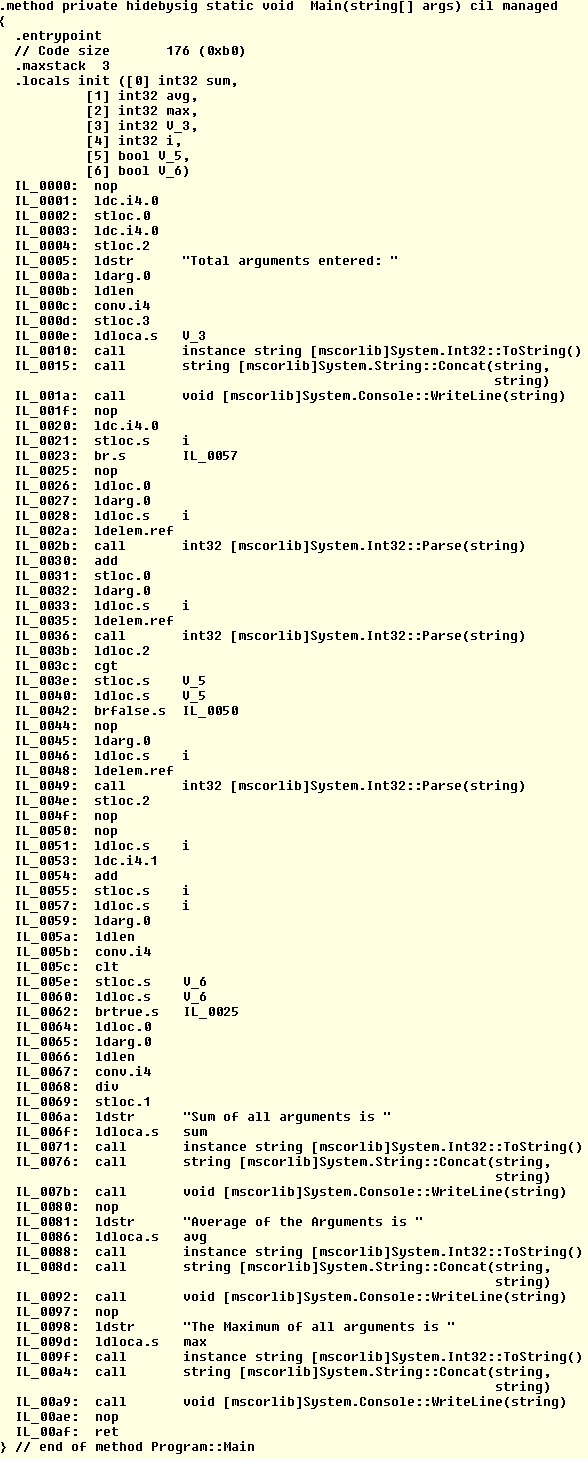 .method private hidebysig static void  Main(string[] args) cil managed
{
  .entrypoint
  // Code size       176 (0xb0)
  .maxstack  3
  .locals init ([0] int32 sum,
           [1] int32 avg,
           [2] int32 max,
           [3] int32 V_3,
           [4] int32 i,
           [5] bool V_5,
           [6] bool V_6)
  IL_0000:  nop
  IL_0001:  ldc.i4.0
  IL_0002:  stloc.0
  IL_0003:  ldc.i4.0
  IL_0004:  stloc.2
  IL_0005:  ldstr      "Total arguments entered: "
  IL_000a:  ldarg.0
  IL_000b:  ldlen
  IL_000c:  conv.i4
  IL_000d:  stloc.3
  IL_000e:  ldloca.s   V_3
  IL_0010:  call       instance string [mscorlib]System.Int32::ToString()
  IL_0015:  call       string [mscorlib]System.String::Concat(string,
                                                              string)
  IL_001a:  call       void [mscorlib]System.Console::WriteLine(string)
  IL_001f:  nop
  IL_0020:  ldc.i4.0
  IL_0021:  stloc.s    i
  IL_0023:  br.s       IL_0057
  IL_0025:  nop
  IL_0026:  ldloc.0
  IL_0027:  ldarg.0
  IL_0028:  ldloc.s    i
  IL_002a:  ldelem.ref
  IL_002b:  call       int32 [mscorlib]System.Int32::Parse(string)
  IL_0030:  add
  IL_0031:  stloc.0
  IL_0032:  ldarg.0
  IL_0033:  ldloc.s    i
  IL_0035:  ldelem.ref
  IL_0036:  call       int32 [mscorlib]System.Int32::Parse(string)
  IL_003b:  ldloc.2
  IL_003c:  cgt
  IL_003e:  stloc.s    V_5
  IL_0040:  ldloc.s    V_5
  IL_0042:  brfalse.s  IL_0050
  IL_0044:  nop
  IL_0045:  ldarg.0
  IL_0046:  ldloc.s    i
  IL_0048:  ldelem.ref
  IL_0049:  call       int32 [mscorlib]System.Int32::Parse(string)
  IL_004e:  stloc.2
  IL_004f:  nop
  IL_0050:  nop
  IL_0051:  ldloc.s    i
  IL_0053:  ldc.i4.1
  IL_0054:  add
  IL_0055:  stloc.s    i
  IL_0057:  ldloc.s    i
  IL_0059:  ldarg.0
  IL_005a:  ldlen
  IL_005b:  conv.i4
  IL_005c:  clt
  IL_005e:  stloc.s    V_6
  IL_0060:  ldloc.s    V_6
  IL_0062:  brtrue.s   IL_0025
  IL_0064:  ldloc.0
  IL_0065:  ldarg.0
  IL_0066:  ldlen
  IL_0067:  conv.i4
  IL_0068:  div
  IL_0069:  stloc.1
  IL_006a:  ldstr      "Sum of all arguments is "
  IL_006f:  ldloca.s   sum
  IL_0071:  call       instance string [mscorlib]System.Int32::ToString()
  IL_0076:  call       string [mscorlib]System.String::Concat(string,
                                                              string)
  IL_007b:  call       void [mscorlib]System.Console::WriteLine(string)
  IL_0080:  nop
  IL_0081:  ldstr      "Average of the Arguments is "
  IL_0086:  ldloca.s   avg
  IL_0088:  call       instance string [mscorlib]System.Int32::ToString()
  IL_008d:  call       string [mscorlib]System.String::Concat(string,
                                                              string)
  IL_0092:  call       void [mscorlib]System.Console::WriteLine(string)
  IL_0097:  nop
  IL_0098:  ldstr      "The Maximum of all arguments is "
  IL_009d:  ldloca.s   max
  IL_009f:  call       instance string [mscorlib]System.Int32::ToString()
  IL_00a4:  call       string [mscorlib]System.String::Concat(string,
                                                              string)
  IL_00a9:  call       void [mscorlib]System.Console::WriteLine(string)
  IL_00ae:  nop
  IL_00af:  ret
} // end of method Program::Main